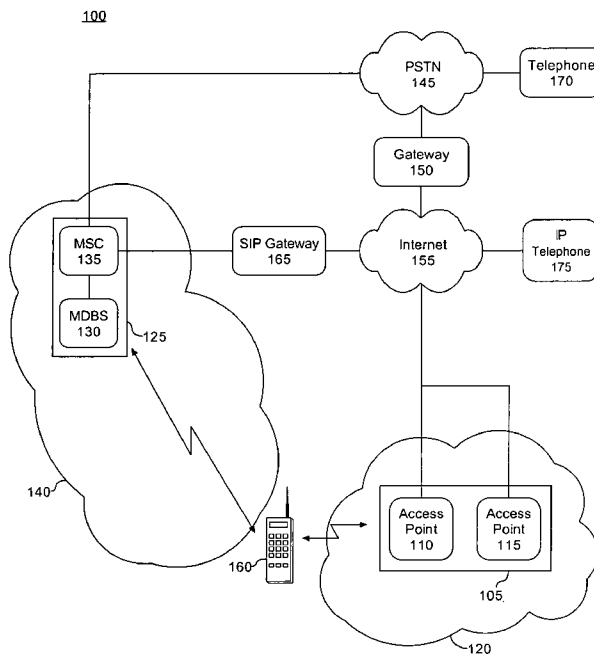 100
PSTN
145
Telephone
170
Gateway
150
MSC
135
SIP Gateway
165
Internet
155
IP
Telephone
175
MDBS
130
125
140
160
Access
Point
110
Access
Point
115
105
120